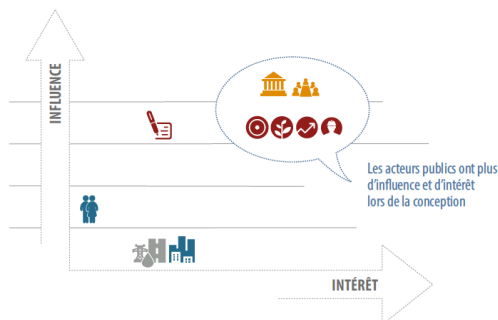 INFLUENCE
Les acteurs publics ont plus
d'influence et d'intérêt
lors de la conception
INTÉRÊT